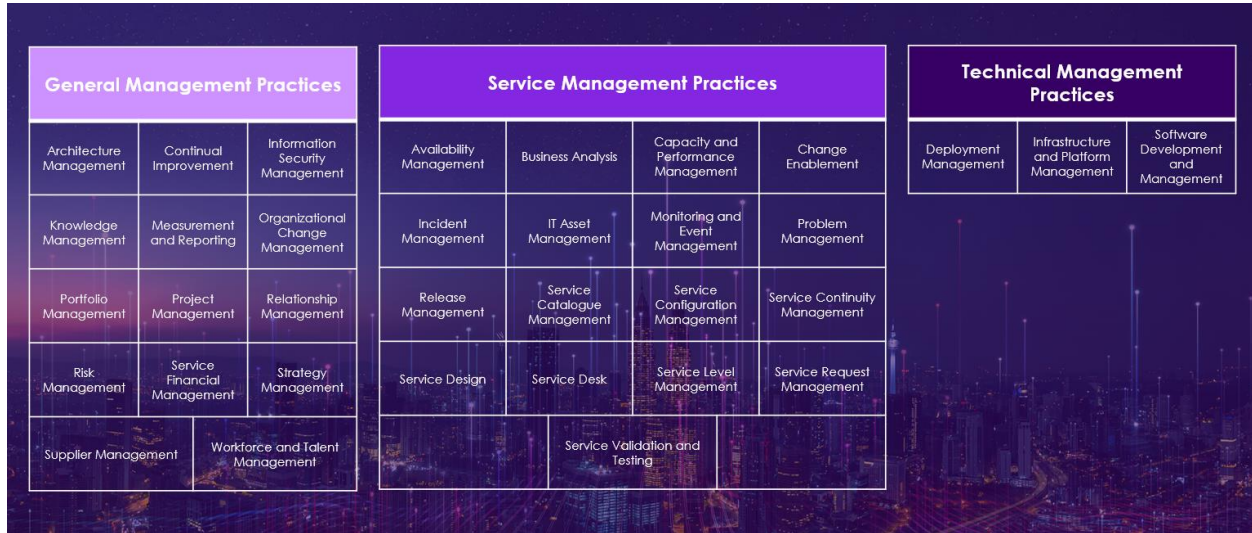 General Management Practices
Architecture
Management
Continual
Improvement
Information
Security
Management
Knowledge
Management
Measurement
and Reporting
Organizational
Change
Management
Portfolio
Management
Project
Management
Relationship
Management
Risk
Management
Service
Financial
Management
Strategy
Management
Supplier Management
Workforce and Talent
Management
Service Management Practices
Availability
Management
Business Analysis
Capacity and
Performance
Management
Change
Enablement
Incident
Management
IT Asset
Management
Monitoring and
Event
Management
Problem
Management
Release
Management
Service
Catalogue
Management
Service
Configuration
Management
Service Continuity
Management
Service Design
Service Desk
Service Level
Management
Service Request
Management
Service Validation and
Testing
Technical Management
Practices
Deployment
Management
Infrastructure
and Platform
Management
Software
Development
and
Management